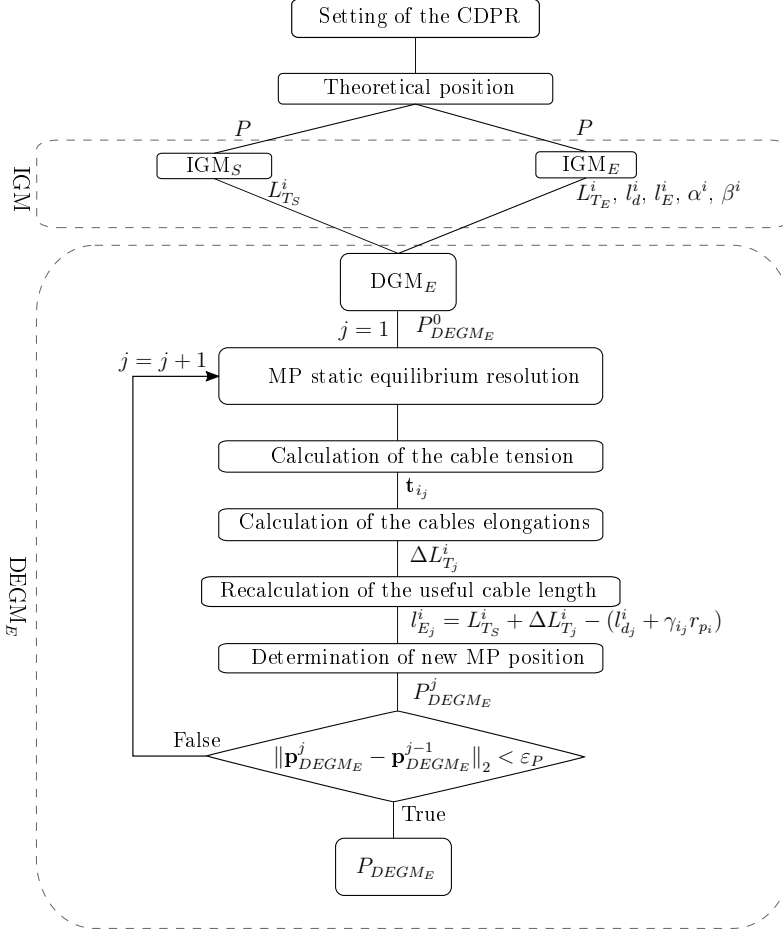 Setting of the CDPR
Theoretical position
P
P
IGM
IGM_S
IGM_E
L^i_{T_S}
L^i_{T_E}, l^i_d, l^i_E, α^i, β^i
DGM_E
j = 1
P^0_{DEGM_E}
j = j + 1
MP static equilibrium resolution
Calculation of the cable tension
t_{i_j}
Calculation of the cables elongations
ΔL^i_{T_j}
DEGM_E
Recalculation of the useful cable length
l^i_{E_j} = L^i_{T_S} + ΔL^i_{T_j} − (l^i_{d_j} + γ_{i_j} r_{p_i})
Determination of new MP position
P^j_{DEGM_E}
False
‖p^j_{DEGM_E} − p^{j−1}_{DEGM_E}‖_2 < ε_P
True
P_{DEGM_E}